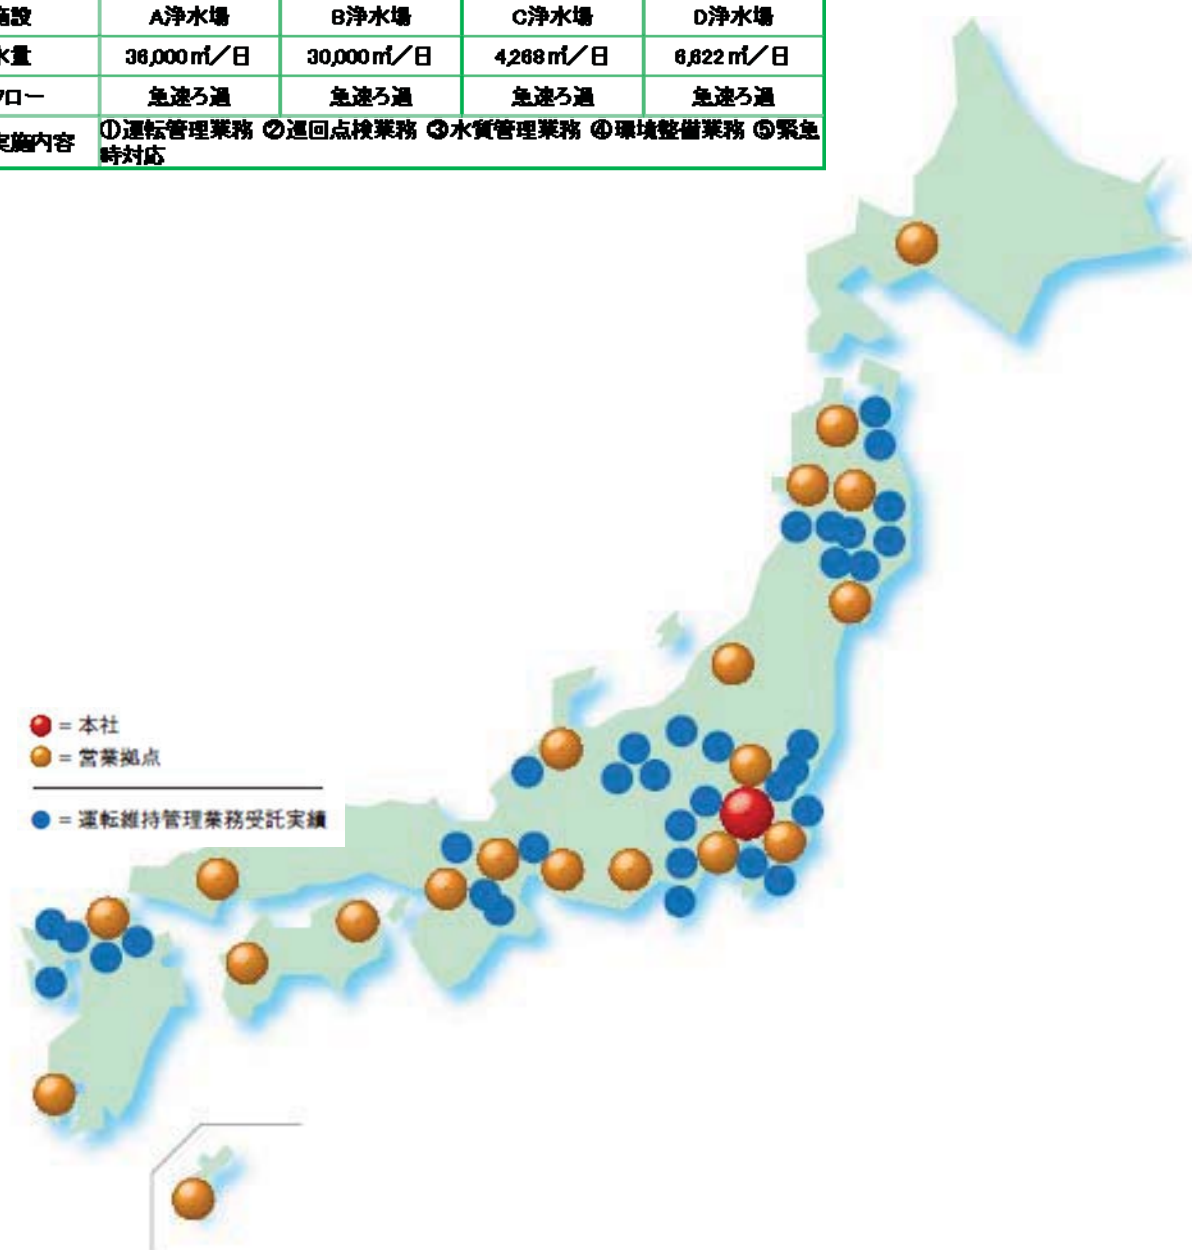 施設 A浄水場 B浄水場 C浄水場 D浄水場
水量 36,000㎥／日 30,000㎥／日 4,268㎥／日 6,622㎥／日
フロー 急速ろ過 急速ろ過 急速ろ過 急速ろ過
実施内容 ①運転管理業務 ②巡回点検業務 ③水質管理業務 ④環境整備業務 ⑤緊急
時対応
= 本社
= 営業拠点
= 運転維持管理業務受託実績